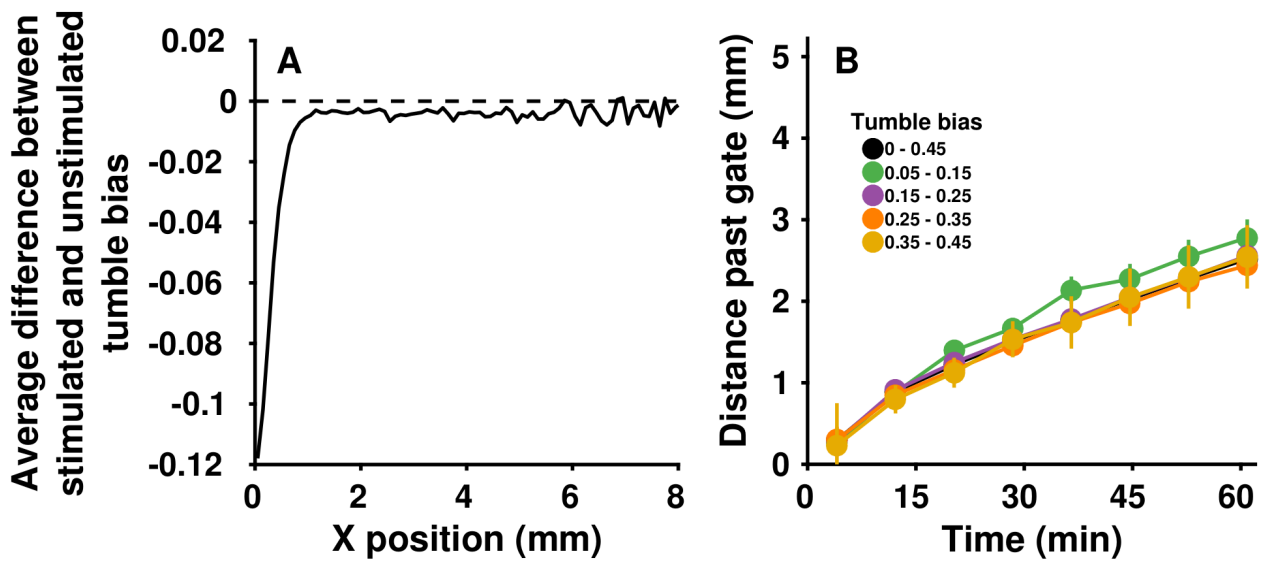 Average difference between
stimulated and unstimulated
tumble bias
0.02
0
-0.02
-0.04
-0.06
-0.08
-0.1
-0.12
A
0 2 4 6 8
X position (mm)
Distance past gate (mm)
5
4
3
2
1
0
B
Tumble bias
0 - 0.45
0.05 - 0.15
0.15 - 0.25
0.25 - 0.35
0.35 - 0.45
0 15 30 45 60
Time (min)